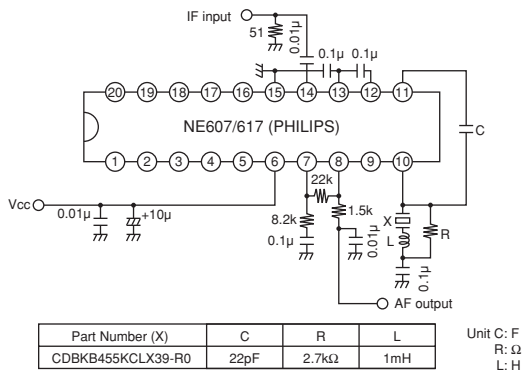 IF input
51
0.01μ
0.1μ
0.1μ
20 19 18 17 16 15 14 13 12 11
NE607/617 (PHILIPS)
C
1 2 3 4 5 6 7 8 9 10
22k
Vcc
0.01μ
+10μ
8.2k
0.1μ
1.5k
0.01μ
X
L
R
0.1μ
AF output
Part Number (X) C R L
CDBKB455KCLX39-R0 22pF 2.7kΩ 1mH
Unit C: F
R: Ω
L: H